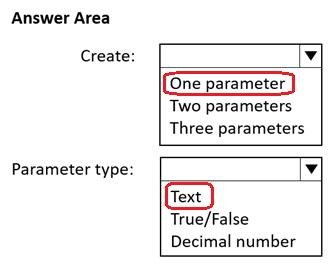 Answer Area
Create:
One parameter
Two parameters
Three parameters
Parameter type:
Text
True/False
Decimal number